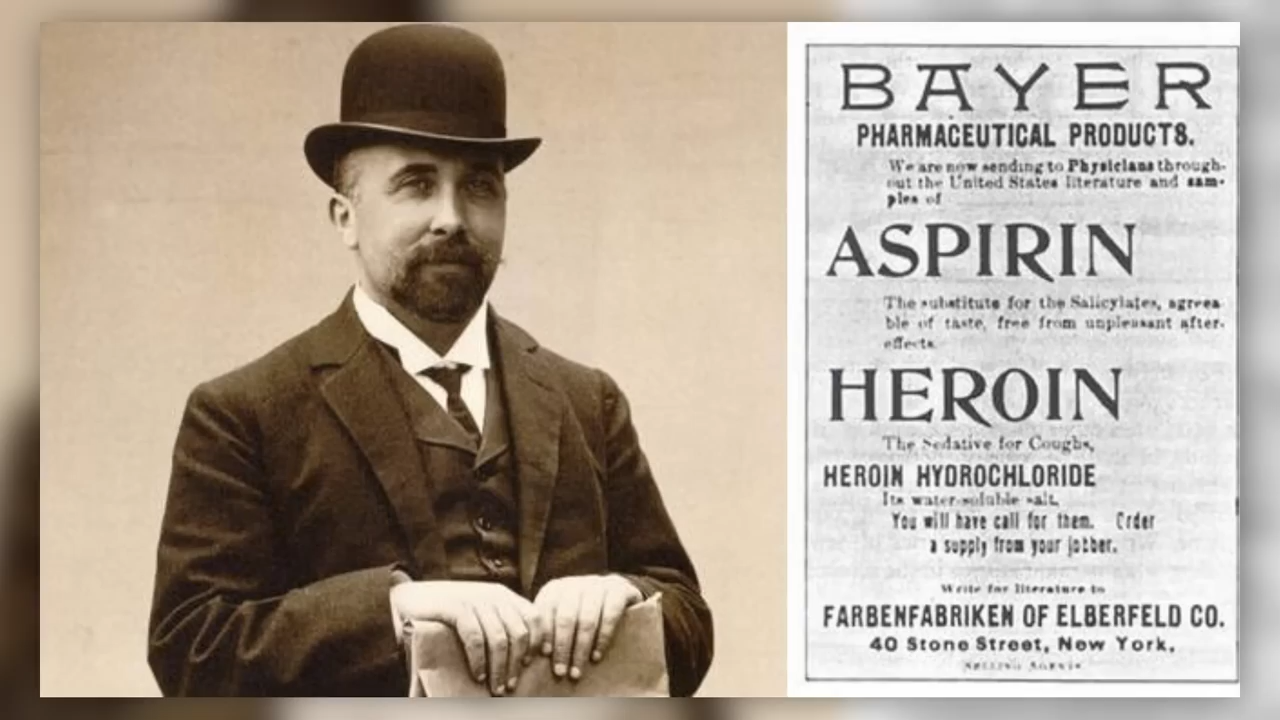 BAYER
PHARMACEUTICAL PRODUCTS.
We are now sending to Physicians through-
out the United States literature and sam-
ples of
ASPIRIN
The substitute for the Salicylates, agreea-
ble of taste, free from unpleasant after-
effects.
HEROIN
The Sedative for Coughs,
HEROIN HYDROCHLORIDE
Its water-soluble salt.
You will have call for them. Order
a supply from your jobber.
Write for literature to
FARBENFABRIKEN OF ELBERFELD CO.
40 Stone Street, New York,
SELLING AGENTS